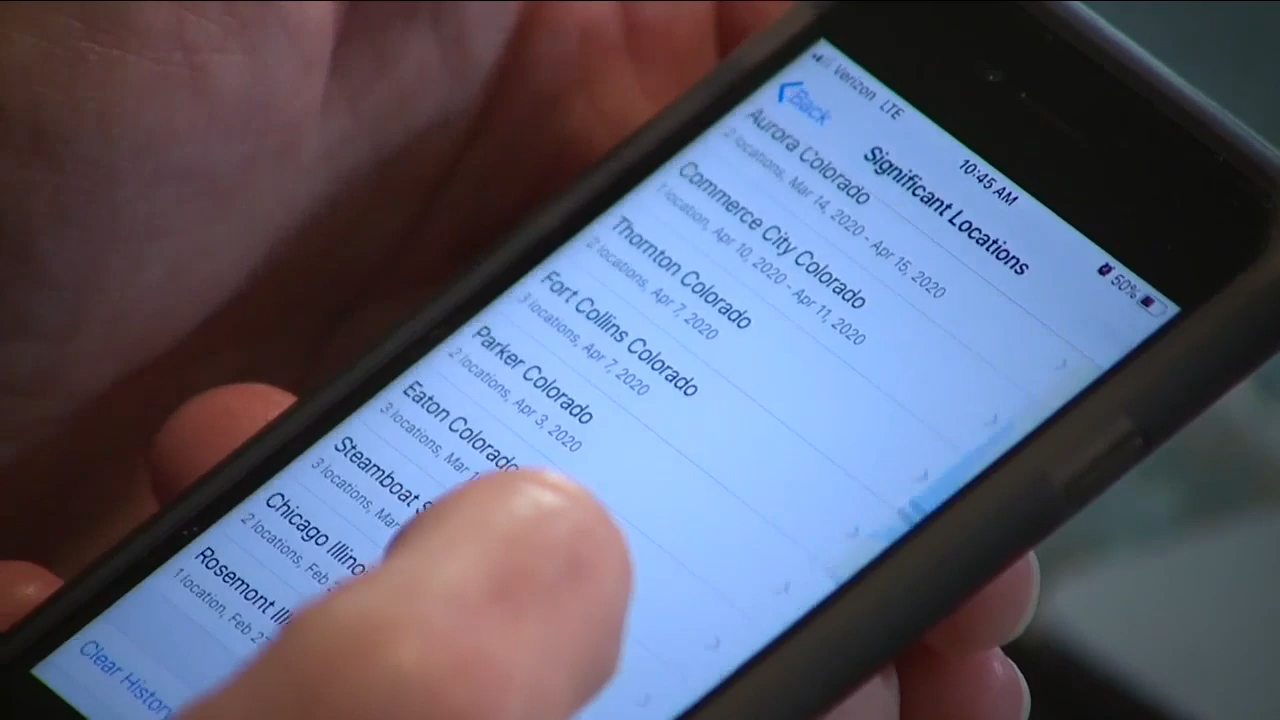 Verizon LTE 10:45 AM 50%
Back Significant Locations
Aurora Colorado
2 locations, Mar 14, 2020 - Apr 15, 2020
Commerce City Colorado
1 location, Apr 10, 2020 - Apr 11, 2020
Thornton Colorado
2 locations, Apr 7, 2020
Fort Collins Colorado
3 locations, Apr 7, 2020
Parker Colorado
2 locations, Apr 3, 2020
Eaton Colorado
3 locations, Mar
Steamboat
3 locations, Mar
Chicago
2 locations, Feb
Rosemont
1 location, Feb
Clear History